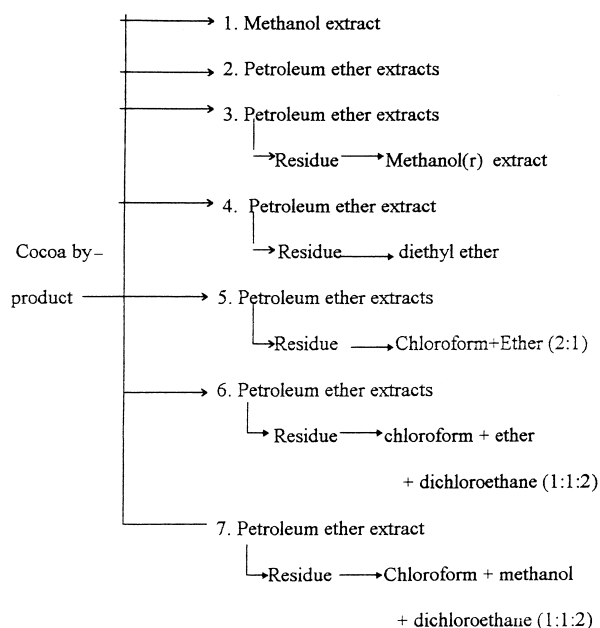 1. Methanol extract
2. Petroleum ether extracts
3. Petroleum ether extracts
Residue Methanol(r) extract
4. Petroleum ether extract
Residue diethyl ether
Cocoa by-
product
5. Petroleum ether extracts
Residue Chloroform+Ether (2:1)
6. Petroleum ether extracts
Residue chloroform + ether
+ dichloroethane (1:1:2)
7. Petroleum ether extract
Residue Chloroform + methanol
+ dichloroethane (1:1:2)